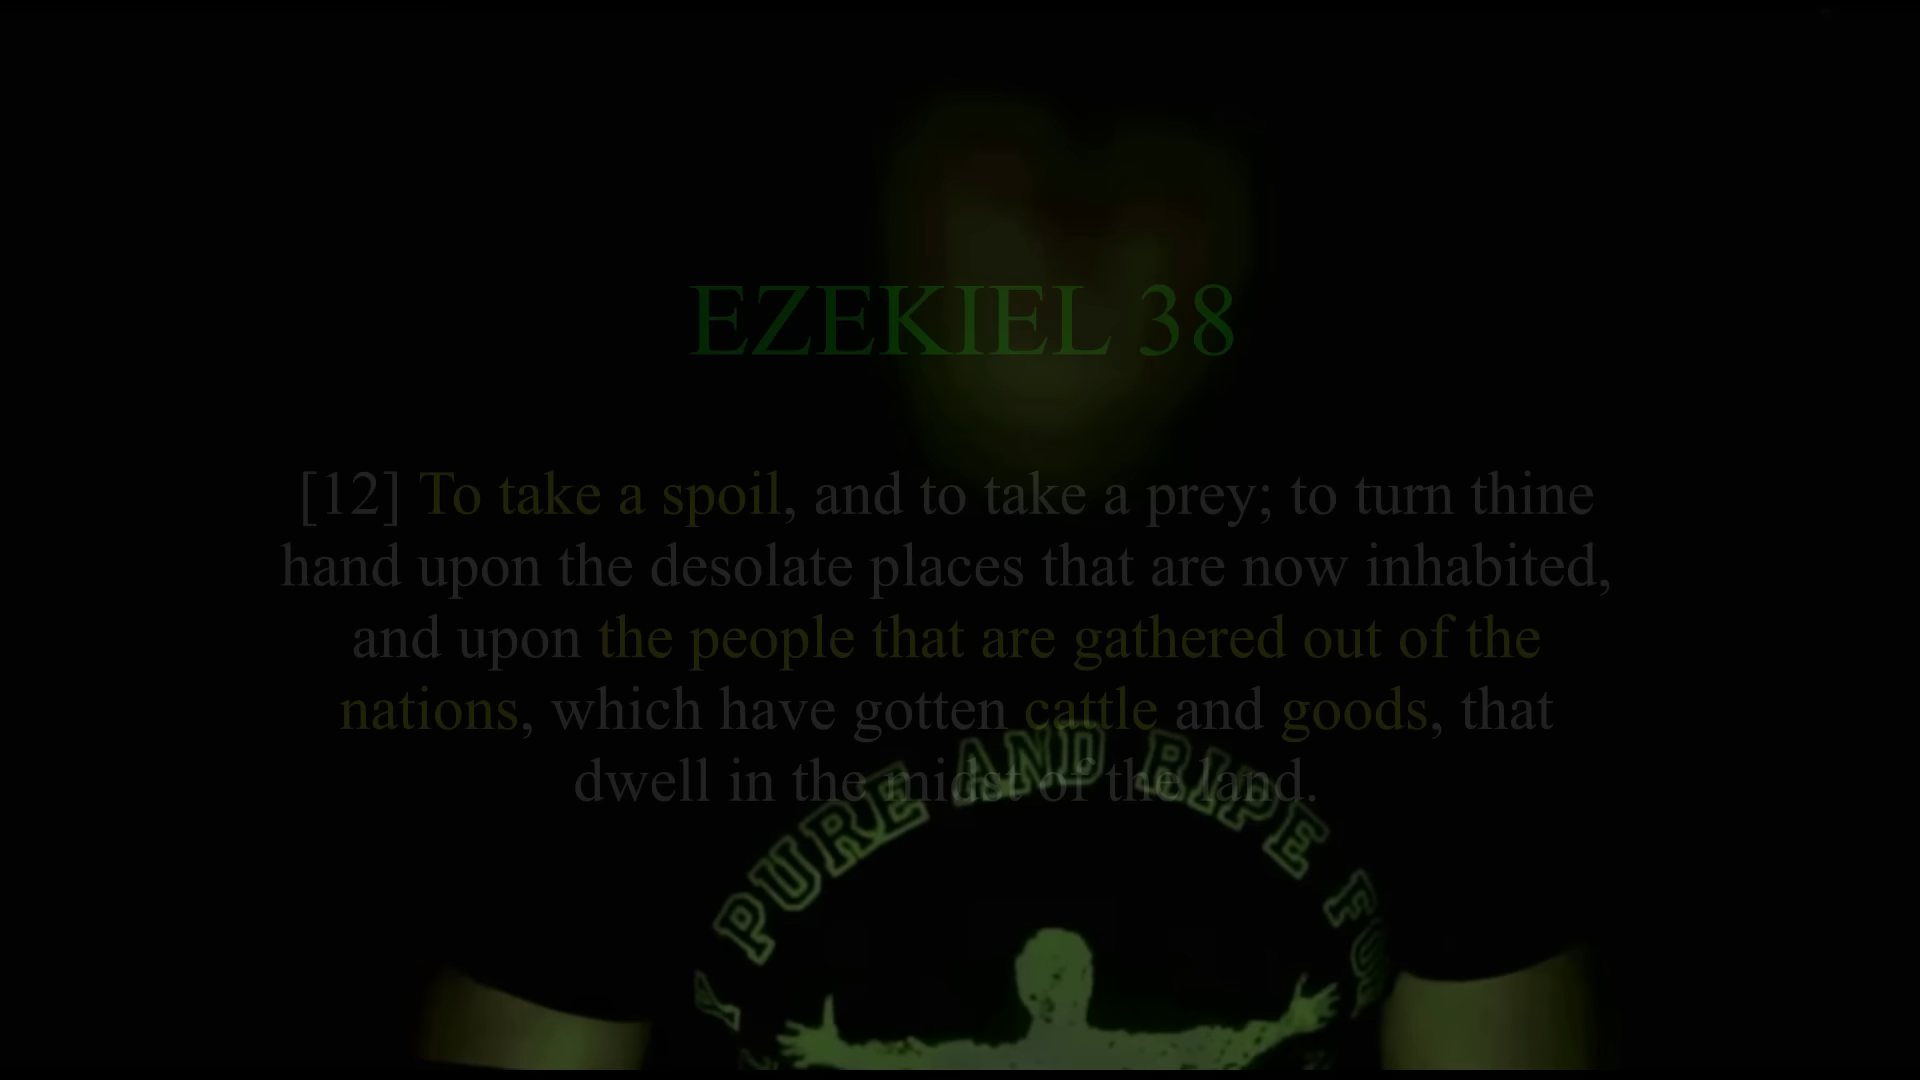 EZEKIEL 38
[12] To take a spoil, and to take a prey; to turn thine
hand upon the desolate places that are now inhabited,
and upon the people that are gathered out of the
nations, which have gotten cattle and goods, that
dwell in the midst of the land.
PURE AND RIPE